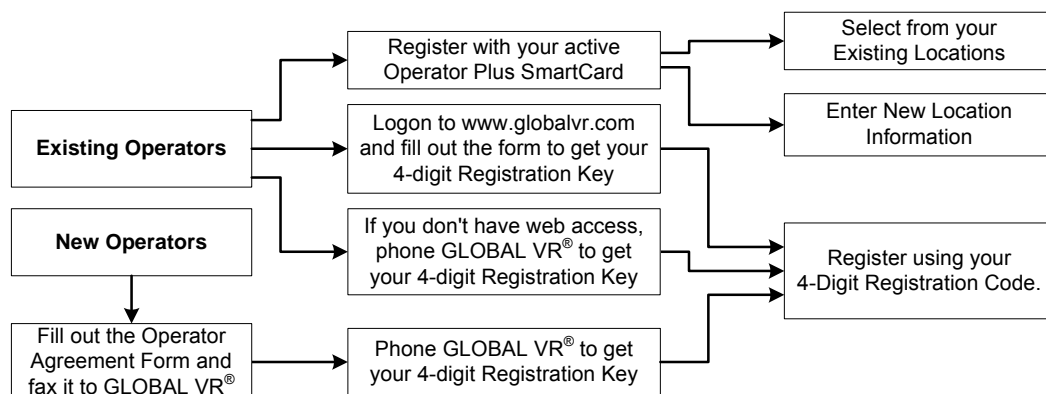 Register with your active
Operator Plus SmartCard
Select from your
Existing Locations
Enter New Location
Information
Existing Operators
Logon to www.globalvr.com
and fill out the form to get your
4-digit Registration Key
If you don't have web access,
phone GLOBAL VR® to get
your 4-digit Registration Key
New Operators
Register using your
4-Digit Registration Code.
Fill out the Operator
Agreement Form and
fax it to GLOBAL VR®
Phone GLOBAL VR® to get
your 4-digit Registration Key